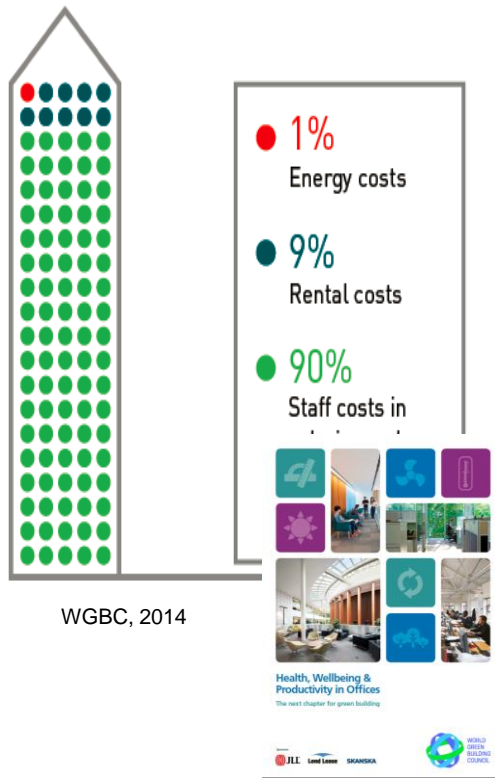 1%
Energy costs
9%
Rental costs
90%
Staff costs in
WGBC, 2014
Health, Wellbeing &
Productivity in Offices
The next chapter for green building
JLL Lend Lease SKANSKA
WORLD
GREEN
BUILDING
COUNCIL